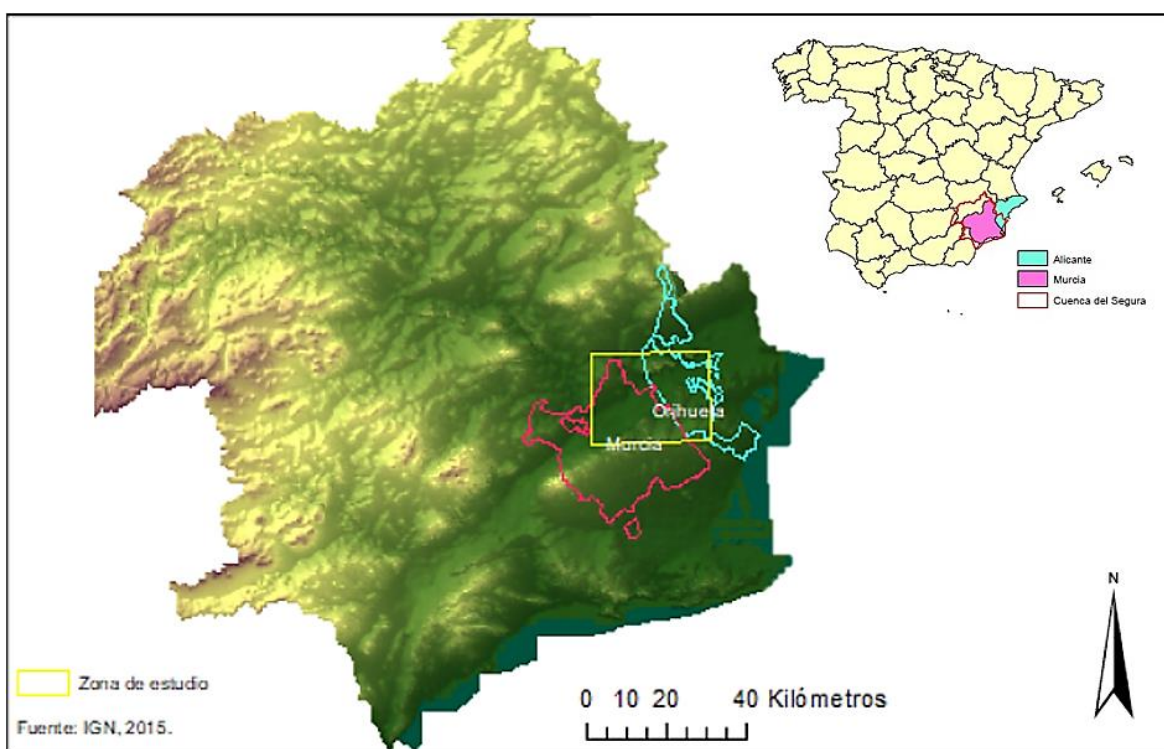 Alicante
Murcia
Cuenca del Segura
Orihuela
Murcia
N
Zona de estudio
0 10 20 40 Kilómetros
Fuente: IGN, 2015.